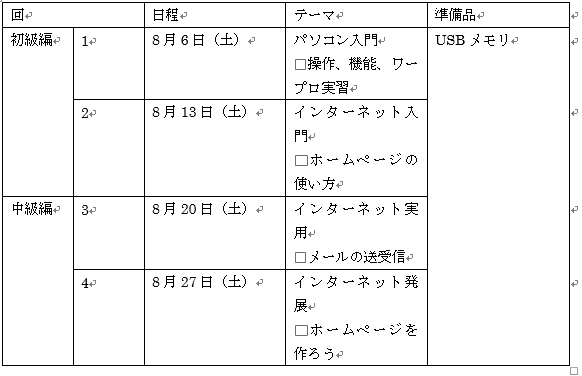 回 日程 テーマ 準備品
初級編 1 8月6日（土） パソコン入門 USBメモリ
□操作、機能、ワー
プロ実習
2 8月13日（土） インターネット入
門
□ホームページの
使い方
中級編 3 8月20日（土） インターネット実
用
□メールの送受信
4 8月27日（土） インターネット発
展
□ホームページを
作ろう